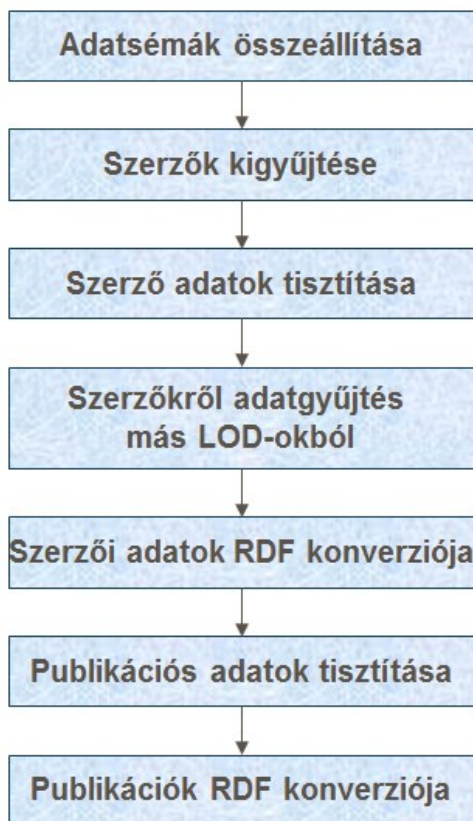 Adatsémák összeállítása
Szerzők kigyűjtése
Szerző adatok tisztítása
Szerzőkről adatgyűjtés
más LOD-okból
Szerzői adatok RDF konverziója
Publikációs adatok tisztítása
Publikációk RDF konverziója